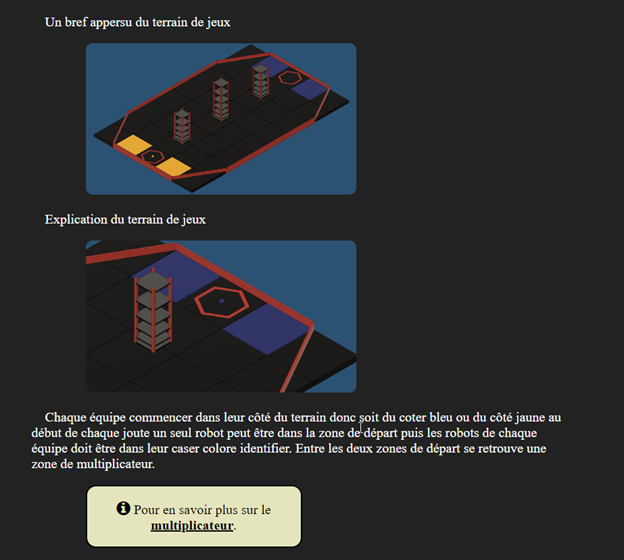 Un bref appersu du terrain de jeux
Explication du terrain de jeux
Chaque équipe commencer dans leur côté du terrain donc soit du coter bleu ou du côté jaune au
début de chaque joute un seul robot peut être dans la zone de départ puis les robots de chaque
équipe doit être dans leur caser colore identifier. Entre les deux zones de départ se retrouve une
zone de multiplicateur.
Pour en savoir plus sur le
multiplicateur.